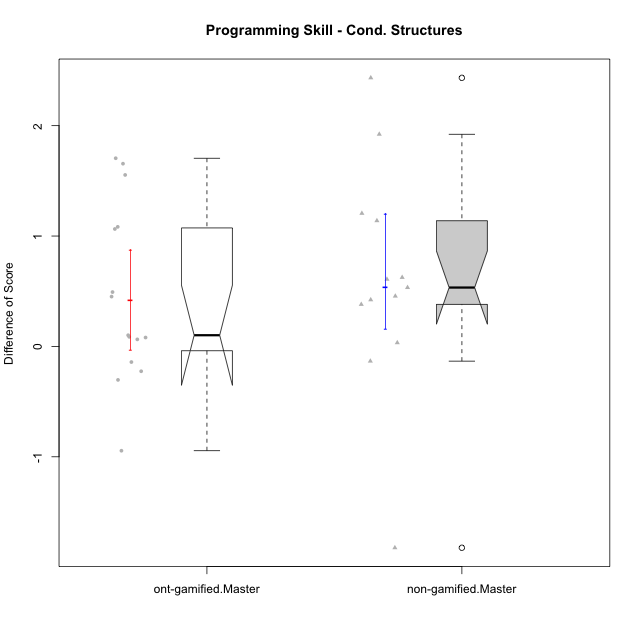 Programming Skill - Cond. Structures
Difference of Score
2
1
0
-1
ont-gamified.Master
non-gamified.Master